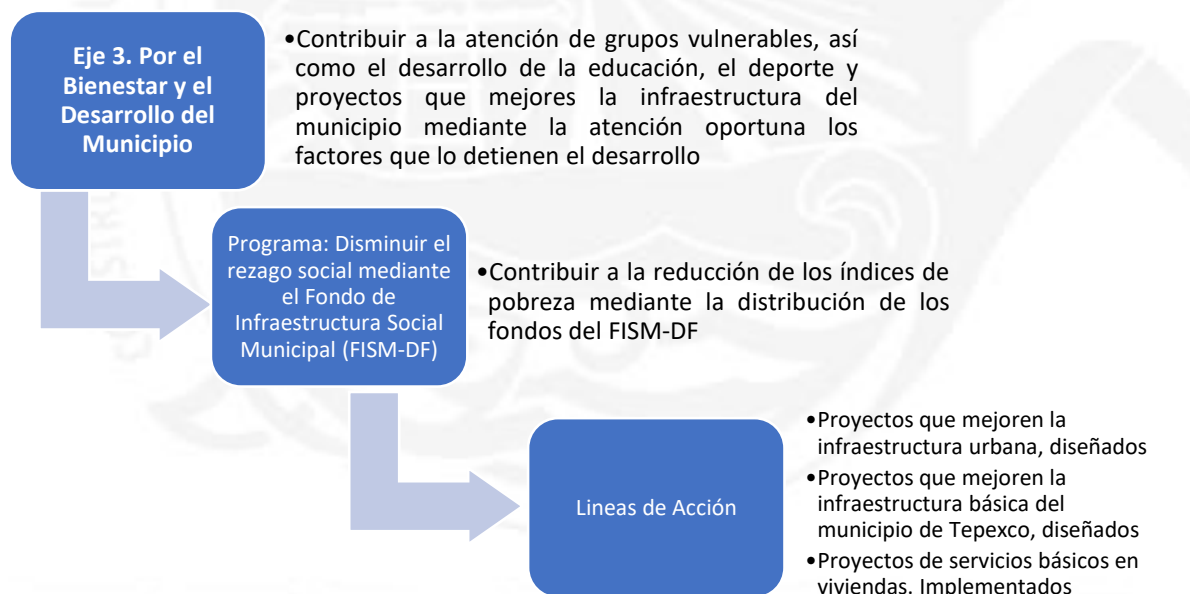 Eje 3. Por el
Bienestar y el
Desarrollo del
Municipio
•Contribuir a la atención de grupos vulnerables, así
como el desarrollo de la educación, el deporte y
proyectos que mejores la infraestructura del
municipio mediante la atención oportuna los
factores que lo detienen el desarrollo
Programa: Disminuir el
rezago social mediante
el Fondo de
Infraestructura Social
Municipal (FISM-DF)
•Contribuir a la reducción de los índices de
pobreza mediante la distribución de los
fondos del FISM-DF
Lineas de Acción
•Proyectos que mejoren la
infraestructura urbana, diseñados
•Proyectos que mejoren la
infraestructura básica del
municipio de Tepexco, diseñados
•Proyectos de servicios básicos en
viviendas. Implementados